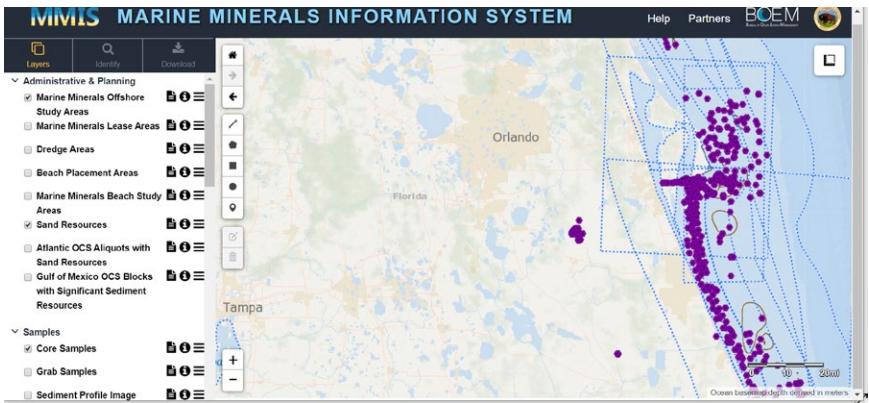 MMIS MARINE MINERALS INFORMATION SYSTEM
Help Partners BOEM
Layers Identify Download
Administrative & Planning
Marine Minerals Offshore
Study Areas
Marine Minerals Lease Areas
Dredge Areas
Beach Placement Areas
Marine Minerals Beach Study
Areas
Sand Resources
Atlantic OCS Aliquots with
Sand Resources
Gulf of Mexico OCS Blocks
with Significant Sediment
Resources
Samples
Core Samples
Grab Samples
Sediment Profile Image
Orlando
Florida
Tampa
+
−
0 10 20mi
Ocean basemap depth defined in meters